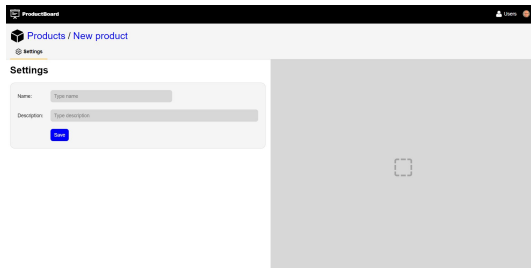 ProductBoard
Users
Products / New product
Settings
Settings
Name:
Type name
Description:
Type description
Save